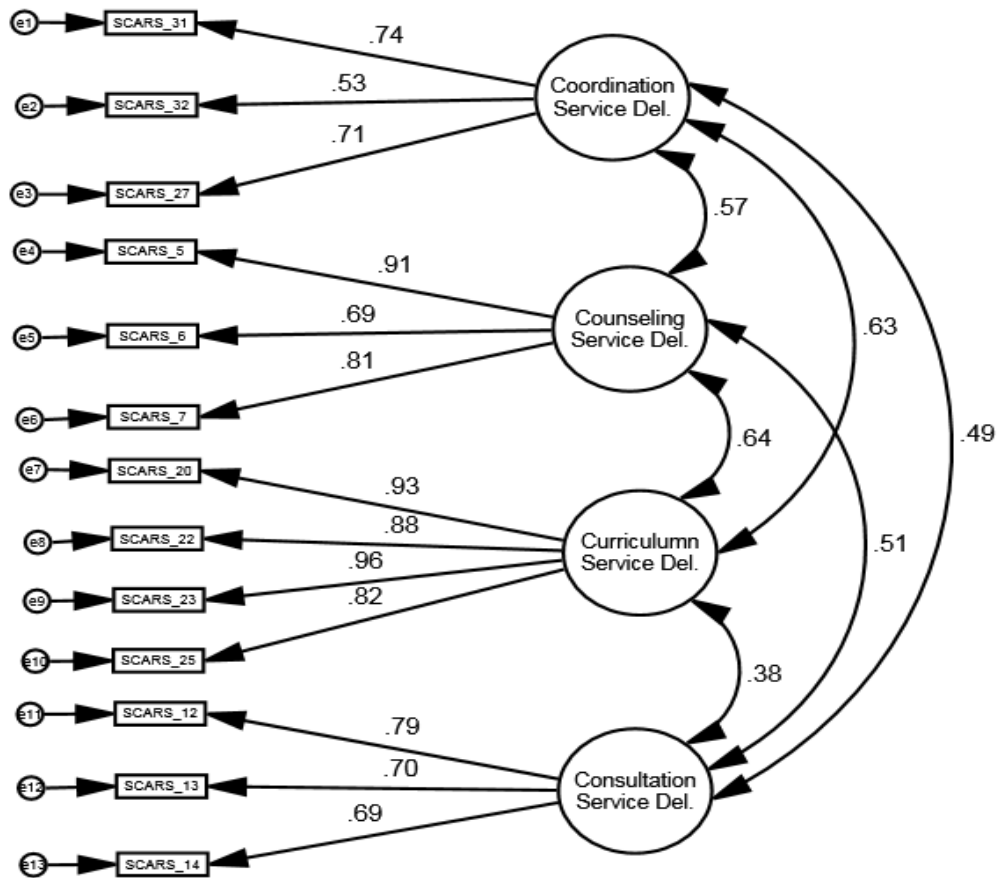 e1 SCARS_31
.74
Coordination
Service Del.
e2 SCARS_32
.53
e3 SCARS_27
.71
.57
e4 SCARS_5
.91
Counseling
Service Del.
e5 SCARS_6
.69
.63
e6 SCARS_7
.81
.64
.49
e7 SCARS_20
.93
e8 SCARS_22
.88
Curriculumn
Service Del.
.51
e9 SCARS_23
.96
e10 SCARS_25
.82
.38
e11 SCARS_12
.79
Consultation
Service Del.
e12 SCARS_13
.70
e13 SCARS_14
.69